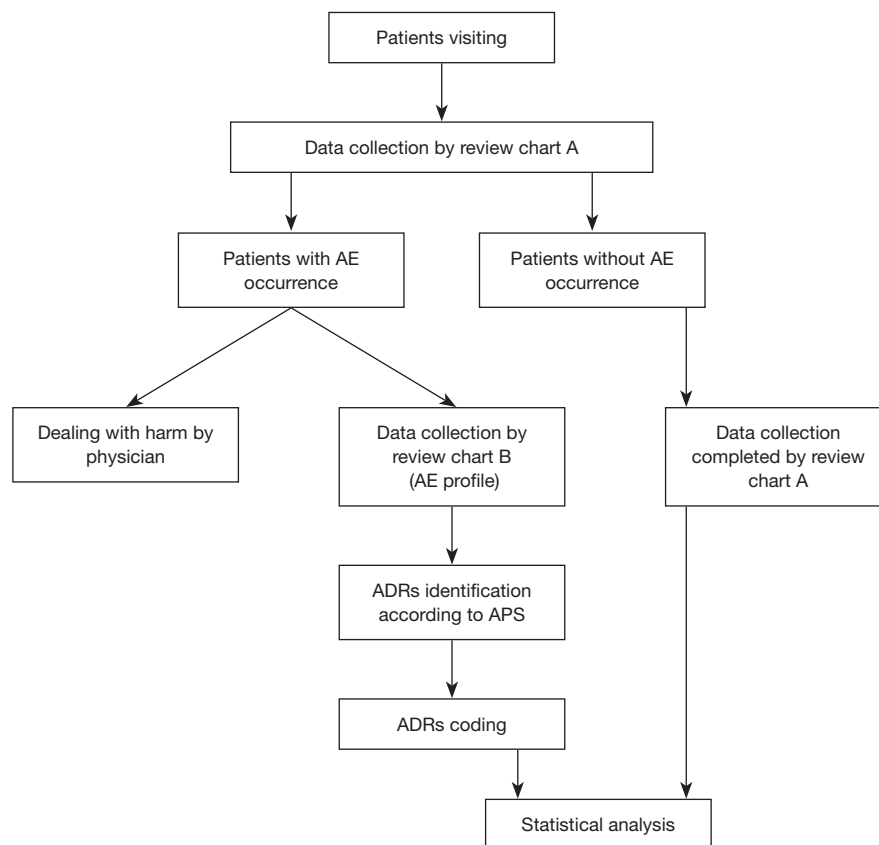 Patients visiting
Data collection by review chart A
Patients with AE
occurrence
Patients without AE
occurrence
Dealing with harm by
physician
Data collection by
review chart B
(AE profile)
Data collection
completed by review
chart A
ADRs identification
according to APS
ADRs coding
Statistical analysis